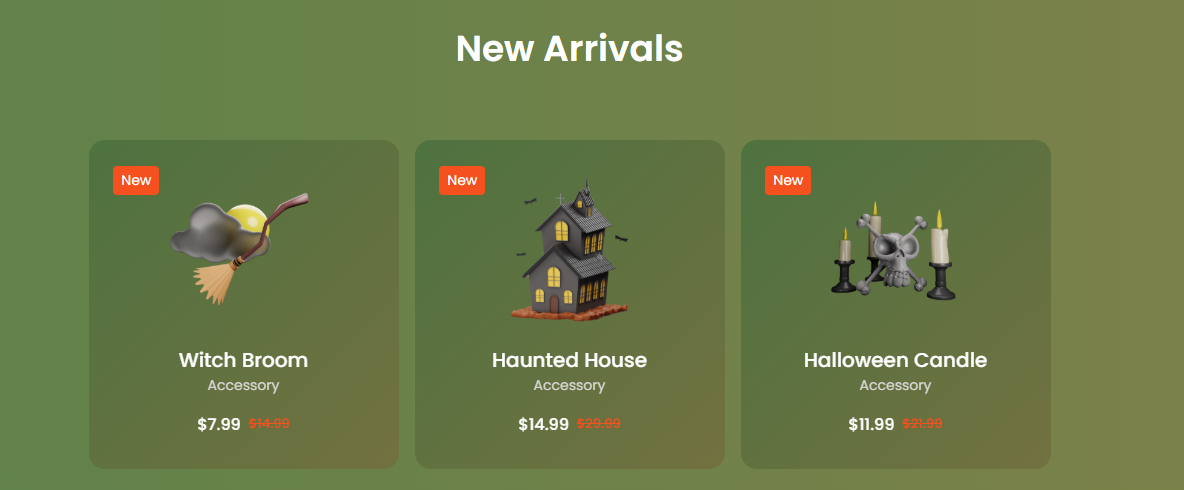 New Arrivals
New
New
New
Witch Broom
Haunted House
Halloween Candle
Accessory
Accessory
Accessory
$7.99 $14.99
$14.99 $29.99
$11.99 $21.99